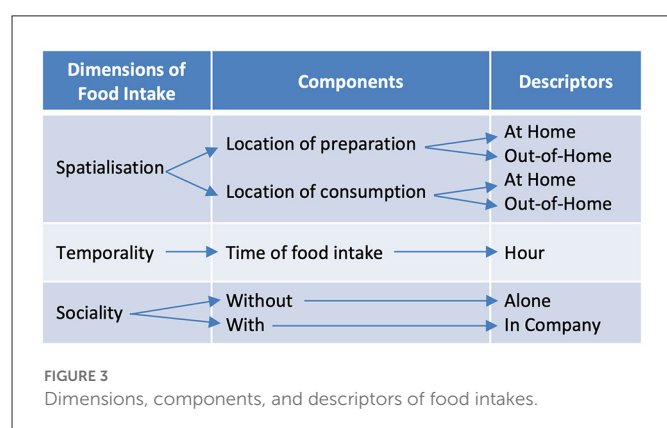 Dimensions of
Food Intake
Components
Descriptors
Spatialisation
Location of preparation
At Home
Out-of-Home
Location of consumption
At Home
Out-of-Home
Temporality
Time of food intake
Hour
Sociality
Without
Alone
With
In Company
FIGURE 3
Dimensions, components, and descriptors of food intakes.